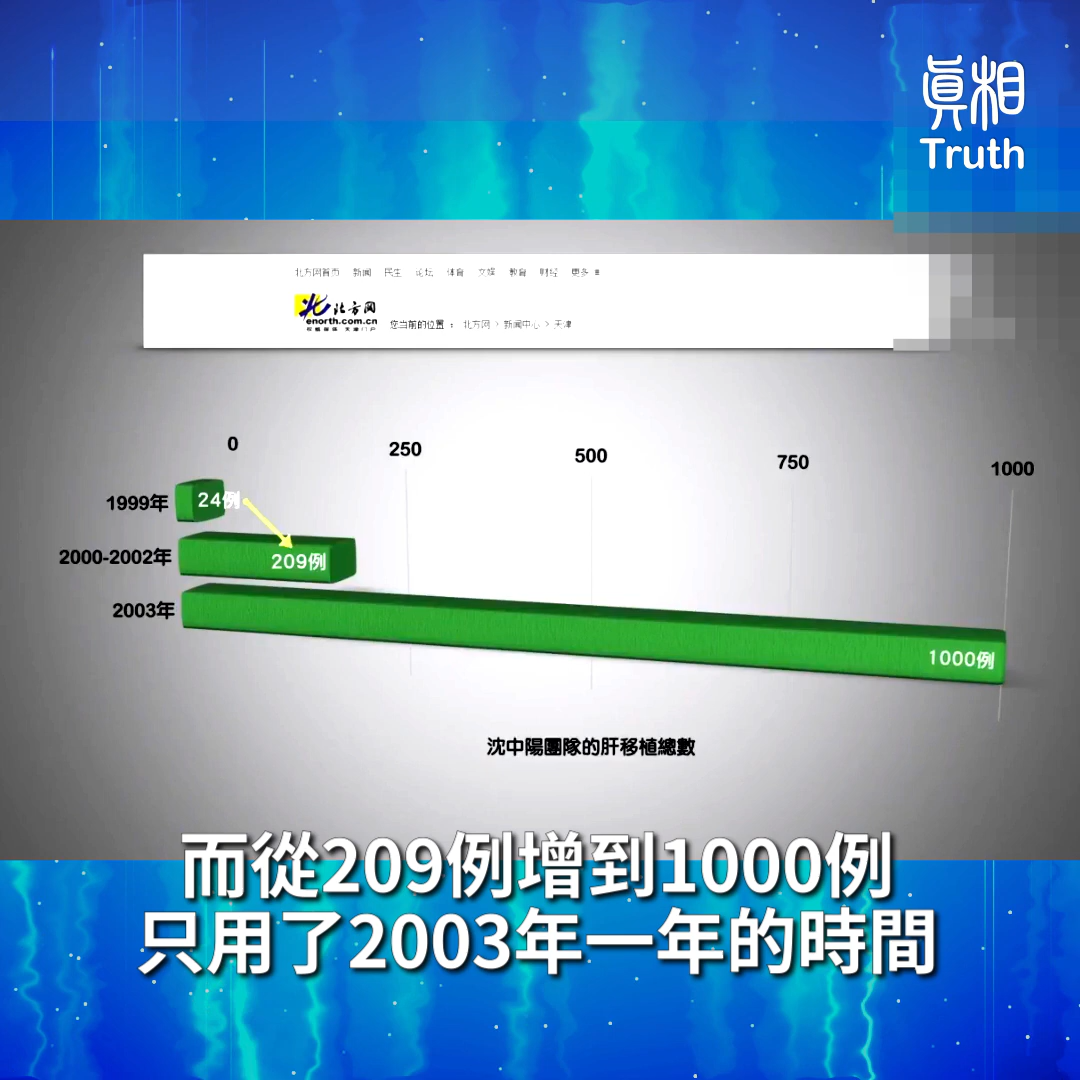 眞相
Truth
北方网首页 新闻 民生 论坛 体育 文娱 教育 财经 更多
北方网
enorth.com.cn
您当前的位置 : 北方网 > 新闻中心 > 天津
0 250 500 750 1000
1999年 24例
2000-2002年 209例
2003年 1000例
沈中陽團隊的肝移植總數
而從209例增到1000例
只用了2003年一年的時間